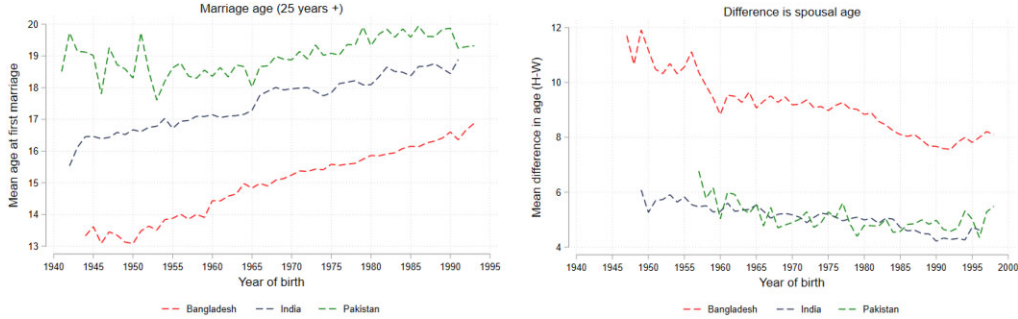 Marriage age (25 years +)
Mean age at first marriage
20
19
18
17
16
15
14
13
1940 1945 1950 1955 1960 1965 1970 1975 1980 1985 1990 1995
Year of birth
Bangladesh India Pakistan
Difference is spousal age
Mean difference in age (H-W)
12
10
8
6
4
1940 1945 1950 1955 1960 1965 1970 1975 1980 1985 1990 1995 2000
Year of birth
Bangladesh India Pakistan